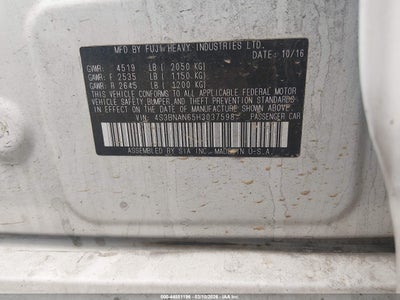 MFD BY FUJI HEAVY INDUSTRIES LTD.
DATE: 10/16
GVWR: 4519 LB ( 2050 KG)
GAWR: F 2535 LB ( 1150 KG)
GAWR: R 2645 LB ( 1200 KG)
THIS VEHICLE CONFORMS TO ALL APPLICABLE FEDERAL MOTOR
VEHICLE SAFETY, BUMPER, AND THEFT PREVENTION STANDARDS
IN EFFECT ON THE DATE OF MANUFACTURE SHOWN ABOVE.
VIN: 4S3BNAN65H3037598
PASSENGER CAR
ASSEMBLED BY SIA INC. MADE IN U.S.A.